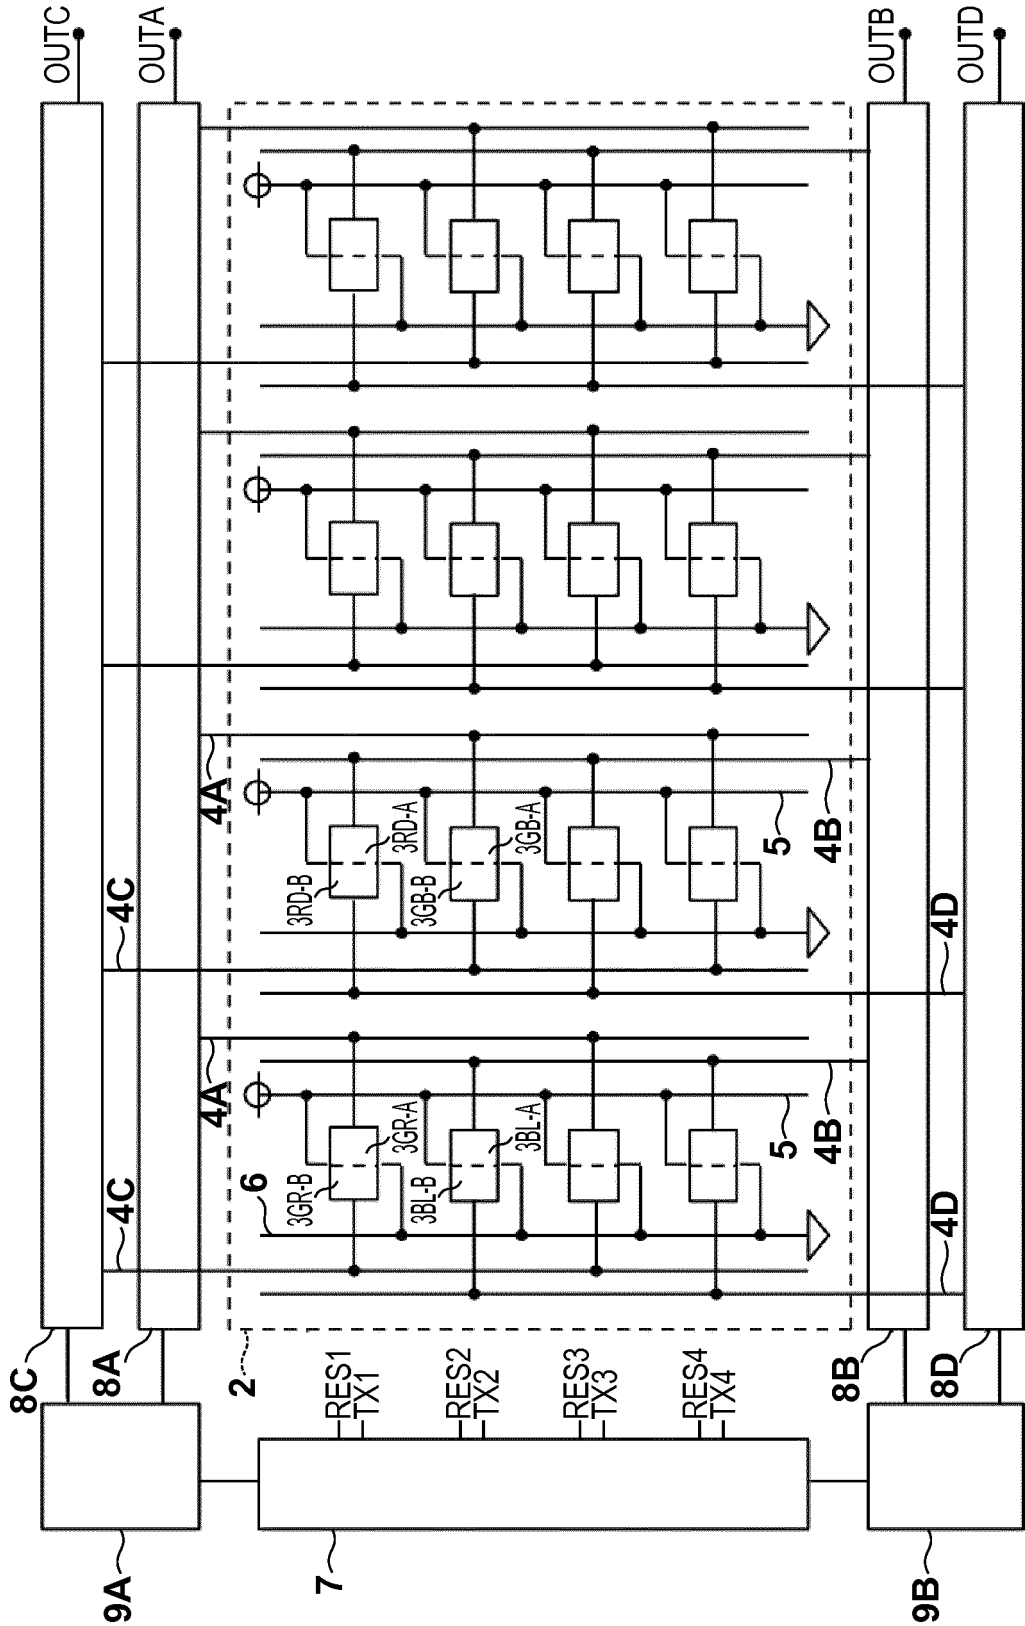 9A
8C
8A
OUTC
OUTA
4C
4C
4A
4A
7
RES1
TX1
RES2
TX2
RES3
TX3
RES4
TX4
2
6
3GR-B
3GR-A
3BL-B
3BL-A
3RD-B
3RD-A
3GB-B
3GB-A
5
5
4B
4B
4D
4D
9B
8B
8D
OUTB
OUTD